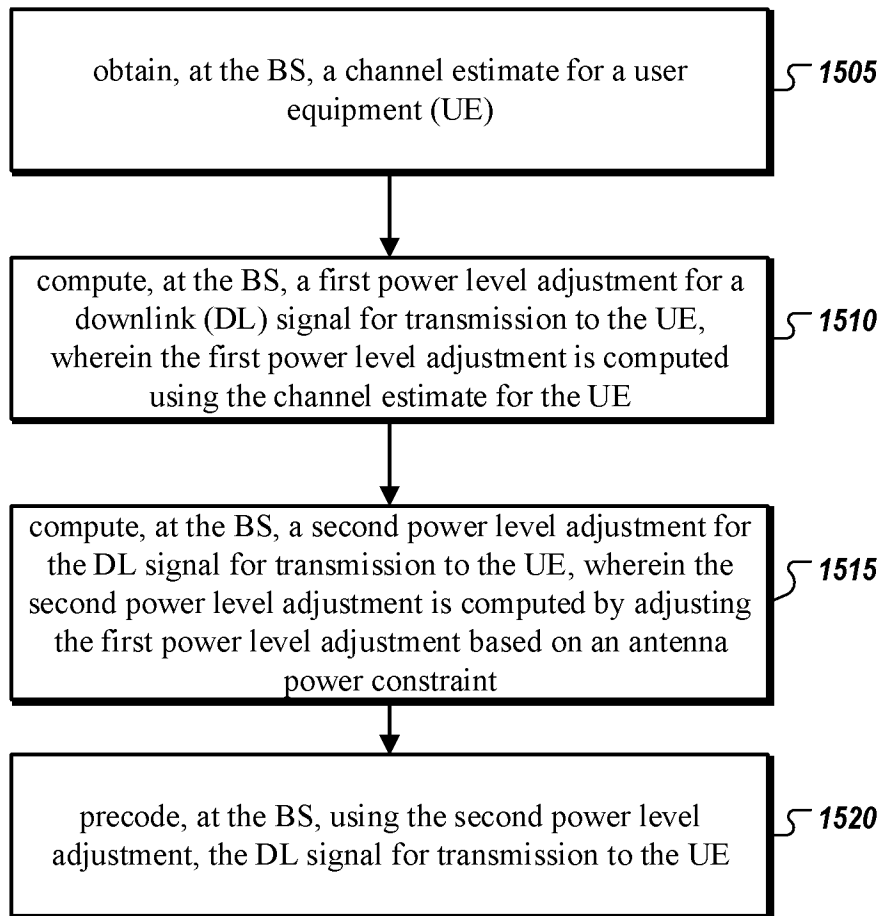 obtain, at the BS, a channel estimate for a user
equipment (UE)
1505
compute, at the BS, a first power level adjustment for a
downlink (DL) signal for transmission to the UE,
wherein the first power level adjustment is computed
using the channel estimate for the UE
1510
compute, at the BS, a second power level adjustment for
the DL signal for transmission to the UE, wherein the
second power level adjustment is computed by adjusting
the first power level adjustment based on an antenna
power constraint
1515
precode, at the BS, using the second power level
adjustment, the DL signal for transmission to the UE
1520